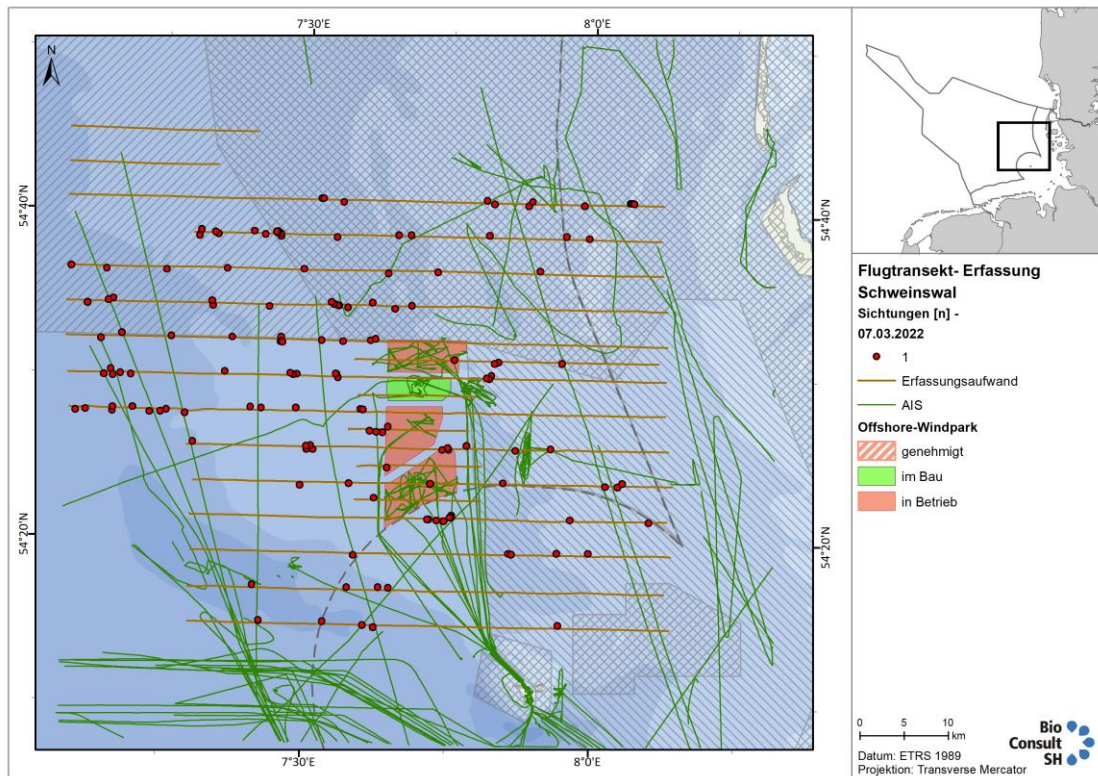 7°30'E
8°0'E
N
54°40'N
54°40'N
54°20'N
54°20'N
7°30'E
8°0'E
Flugtransekt- Erfassung
Schweinswal
Sichtungen [n] -
07.03.2022
1
Erfassungsaufwand
AIS
Offshore-Windpark
genehmigt
im Bau
in Betrieb
0 5 10
km
Datum: ETRS 1989
Projektion: Transverse Mercator
Bio
Consult
SH